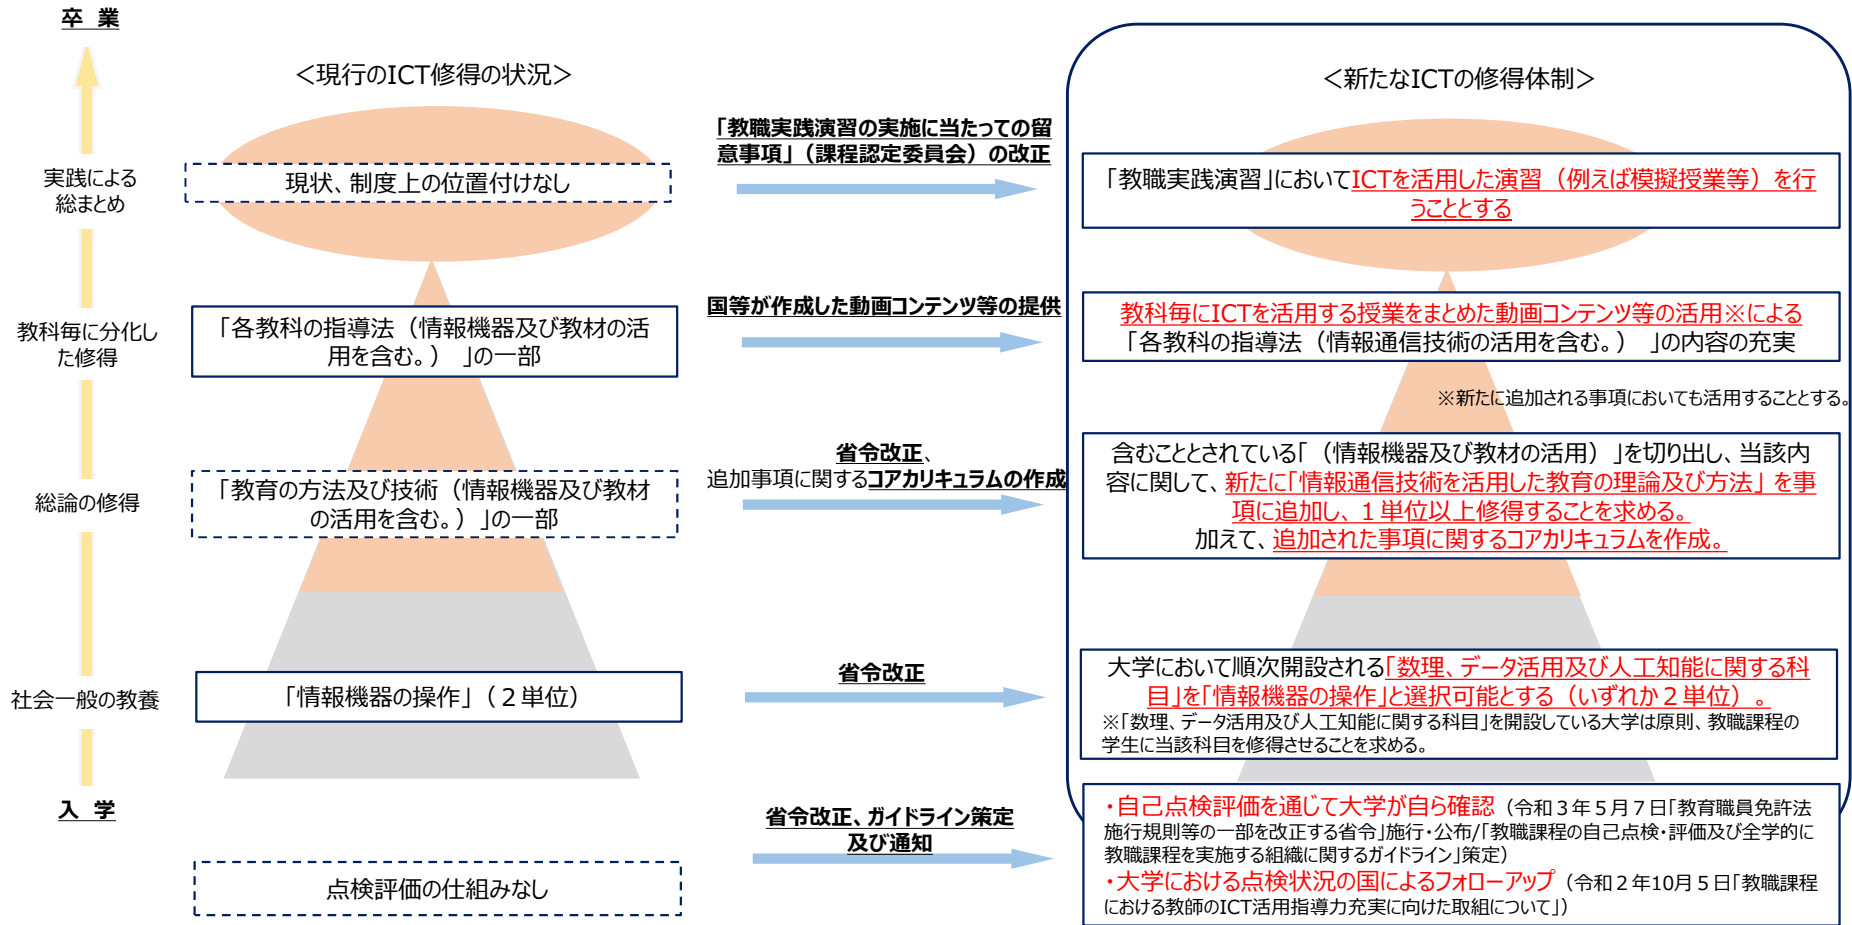 卒 業
＜現行のICT修得の状況＞
＜新たなICTの修得体制＞
実践による
総まとめ
現状、制度上の位置付けなし
「教職実践演習の実施に当たっての留
意事項」（課程認定委員会）の改正
「教職実践演習」においてICTを活用した演習（例えば模擬授業等）を行
うこととする
教科毎に分化し
た修得
「各教科の指導法（情報機器及び教材の活
用を含む。）」の一部
国等が作成した動画コンテンツ等の提供
教科毎にICTを活用する授業をまとめた動画コンテンツ等の活用※による
「各教科の指導法（情報通信技術の活用を含む。）」の内容の充実
※新たに追加される事項においても活用することとする。
総論の修得
「教育の方法及び技術（情報機器及び教材
の活用を含む。）」の一部
省令改正、
追加事項に関するコアカリキュラムの作成
含むこととされている「（情報機器及び教材の活用）」を切り出し、当該内
容に関して、新たに「情報通信技術を活用した教育の理論及び方法」を事
項に追加し、１単位以上修得することを求める。
加えて、追加された事項に関するコアカリキュラムを作成。
社会一般の教養
「情報機器の操作」（２単位）
省令改正
大学において順次開設される「数理、データ活用及び人工知能に関する科
目」を「情報機器の操作」と選択可能とする（いずれか２単位）。
※「数理、データ活用及び人工知能に関する科目」を開設している大学は原則、教職課程の
学生に当該科目を修得させることを求める。
入 学
点検評価の仕組みなし
省令改正、ガイドライン策定
及び通知
・自己点検評価を通じて大学が自ら確認（令和３年５月７日「教育職員免許法
施行規則等の一部を改正する省令」施行・公布/「教職課程の自己点検・評価及び全学的に
教職課程を実施する組織に関するガイドライン」策定）
・大学における点検状況の国によるフォローアップ（令和２年10月５日「教職課程
における教師のICT活用指導力充実に向けた取組について」）